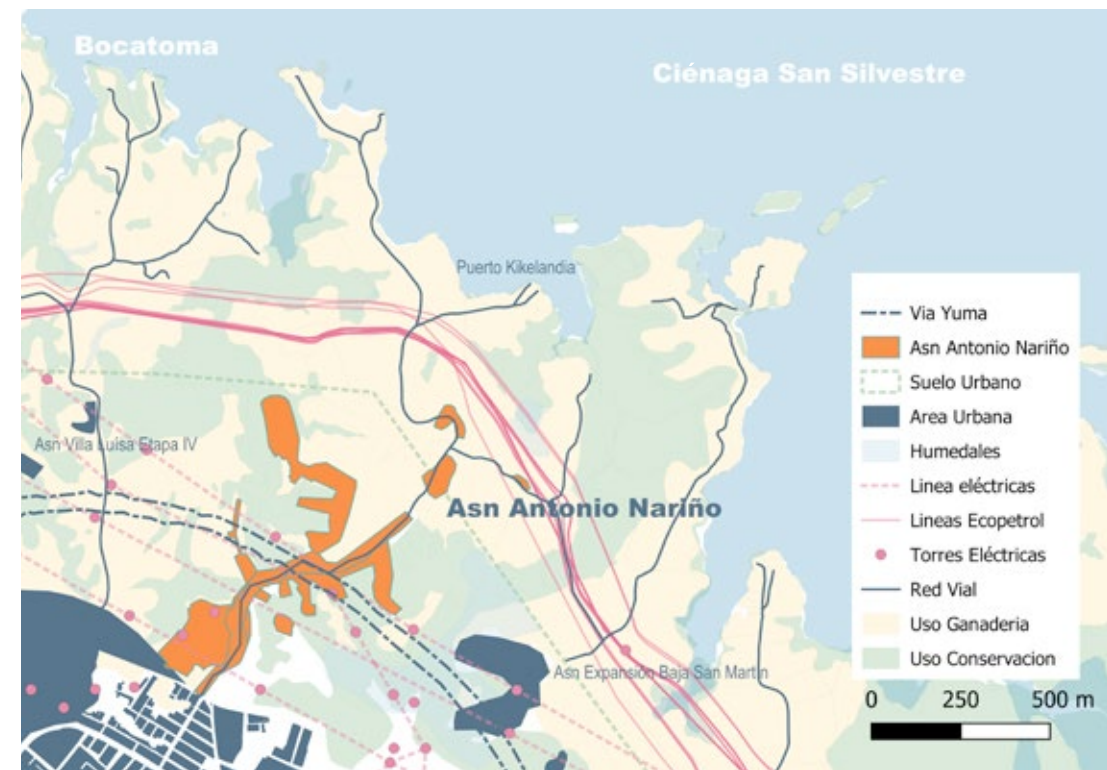 Bocatoma
Ciénaga San Silvestre
Puerto Kikelandia
Asn Villa Luisa Etapa IV
Asn Antonio Nariño
Asn Expansión Baja San Martin
Via Yuma
Asn Antonio Nariño
Suelo Urbano
Area Urbana
Humedales
Linea eléctricas
Lineas Ecopetrol
Torres Eléctricas
Red Vial
Uso Ganaderia
Uso Conservacion
0 250 500 m